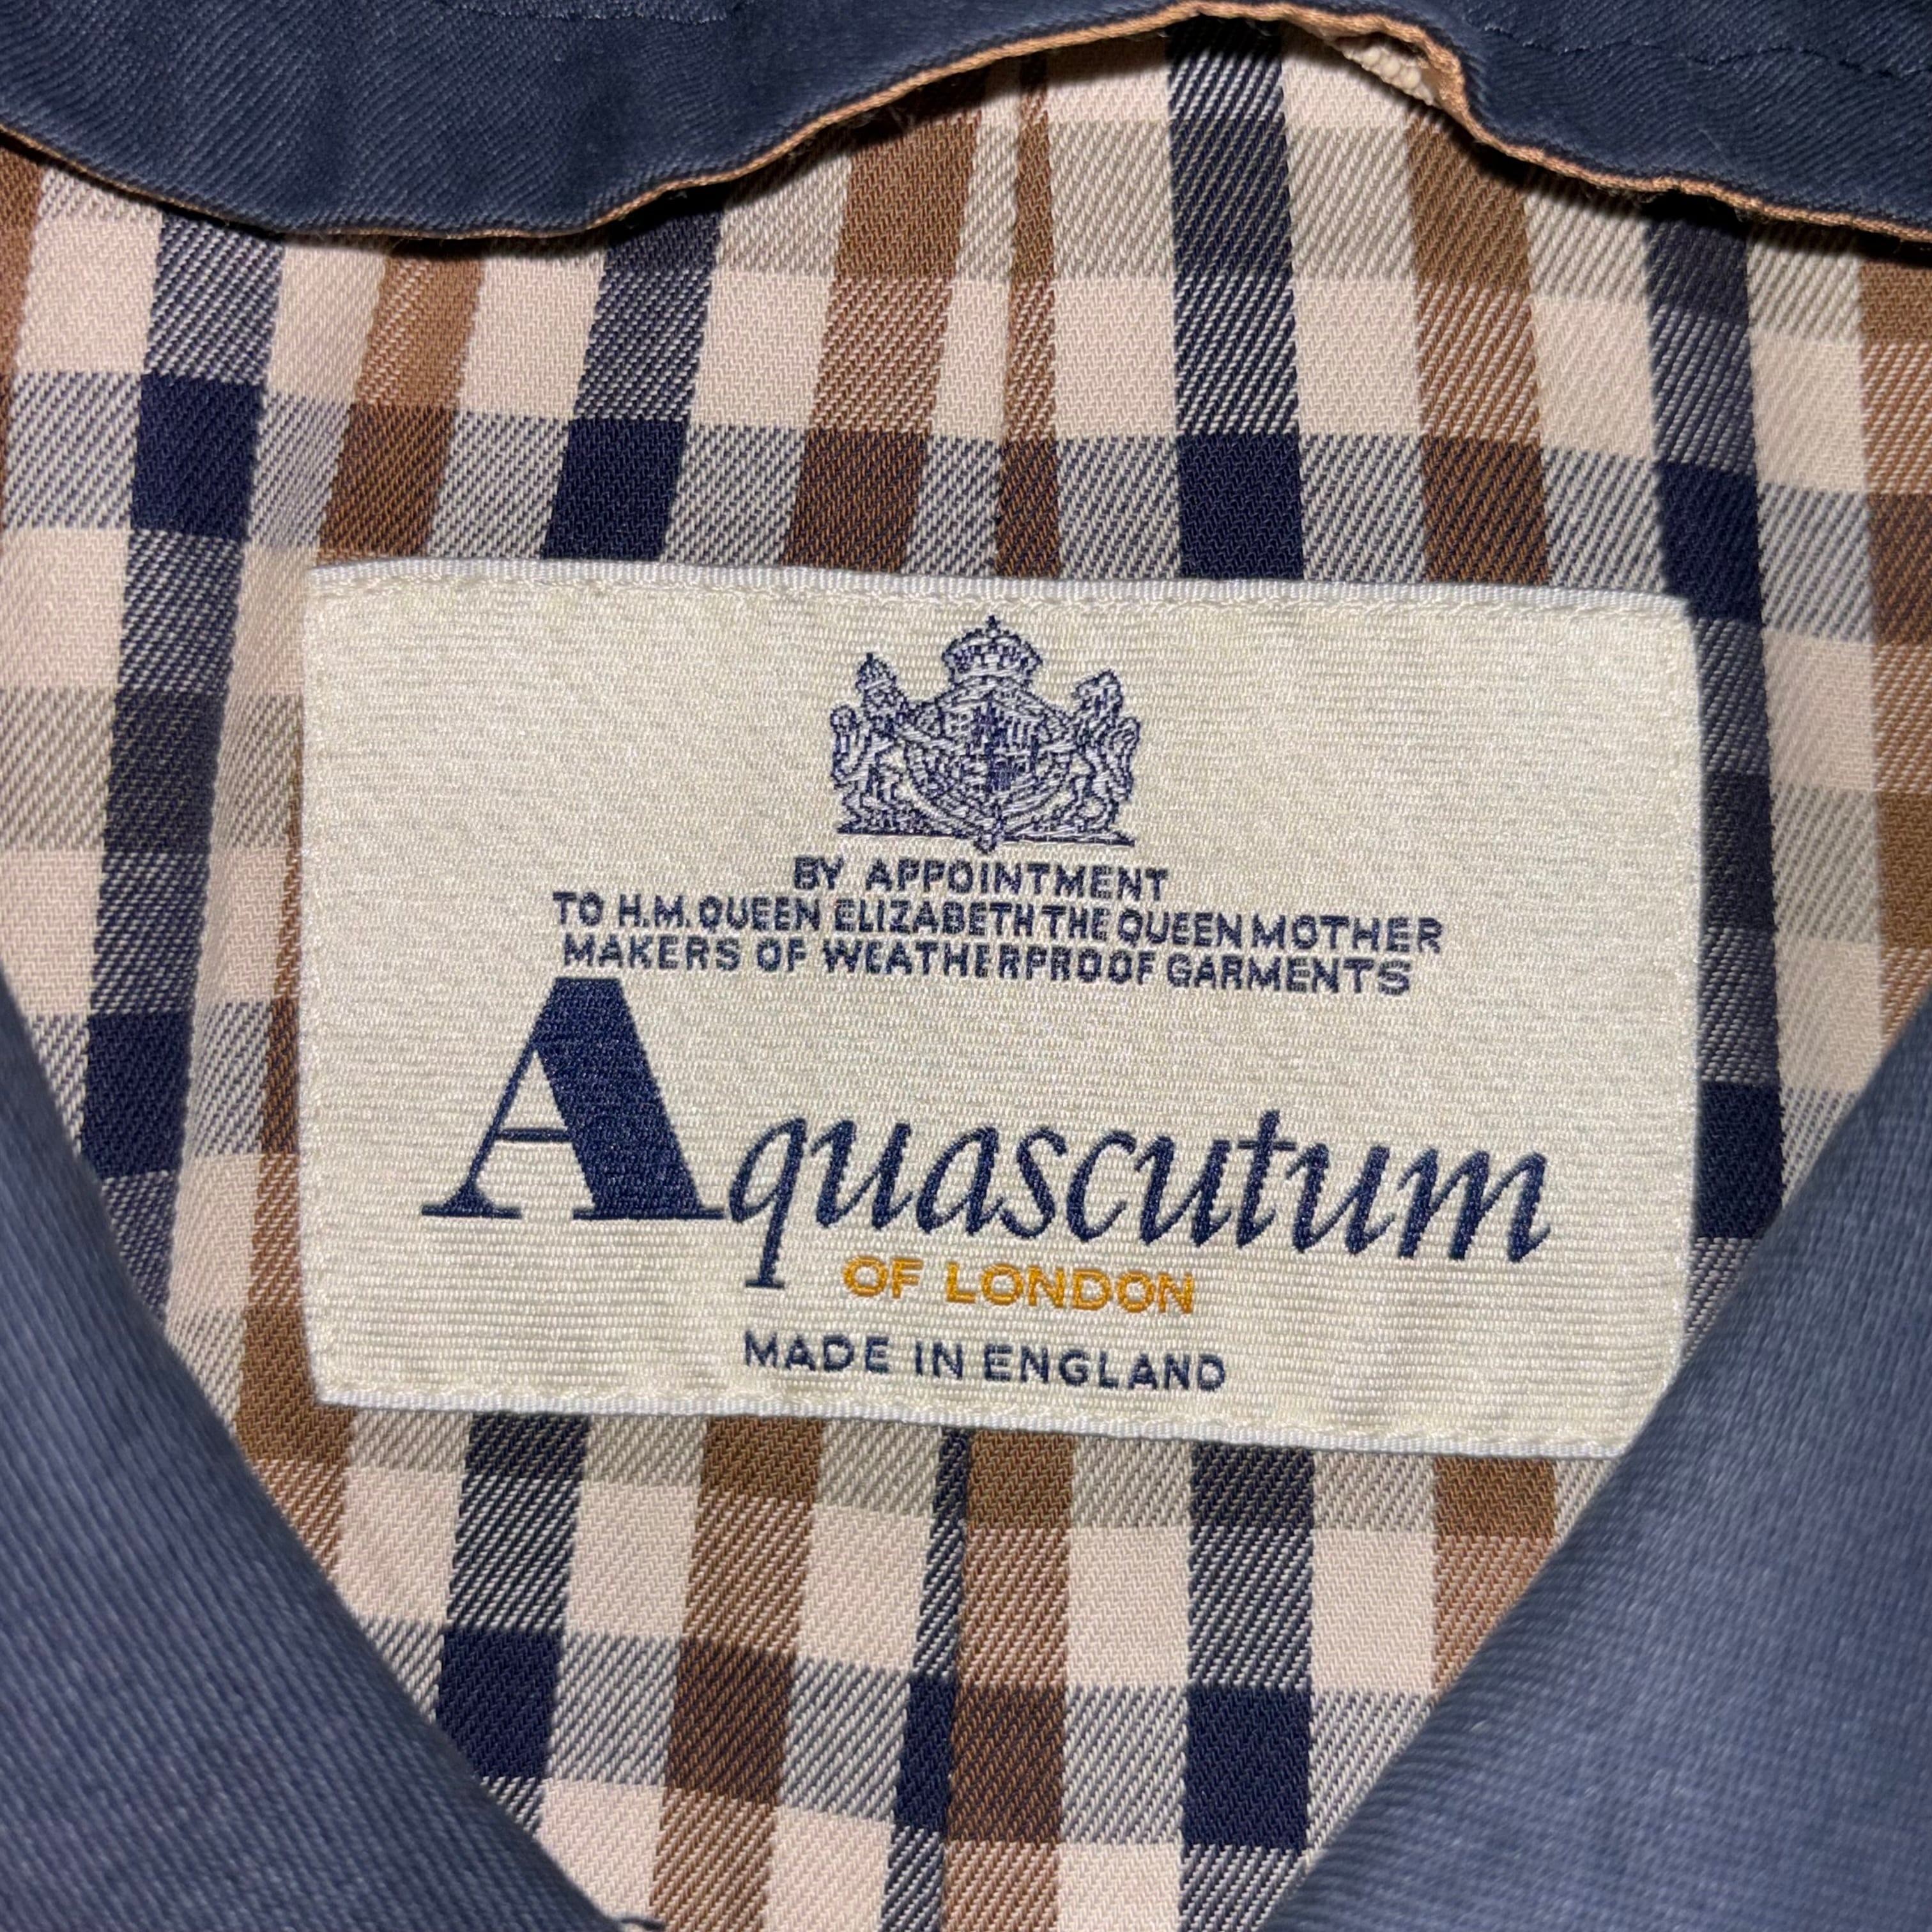 BY APPOINTMENT
TO H.M. QUEEN ELIZABETH THE QUEEN MOTHER
MAKERS OF WEATHERPROOF GARMENTS
Aquascutum
OF LONDON
MADE IN ENGLAND